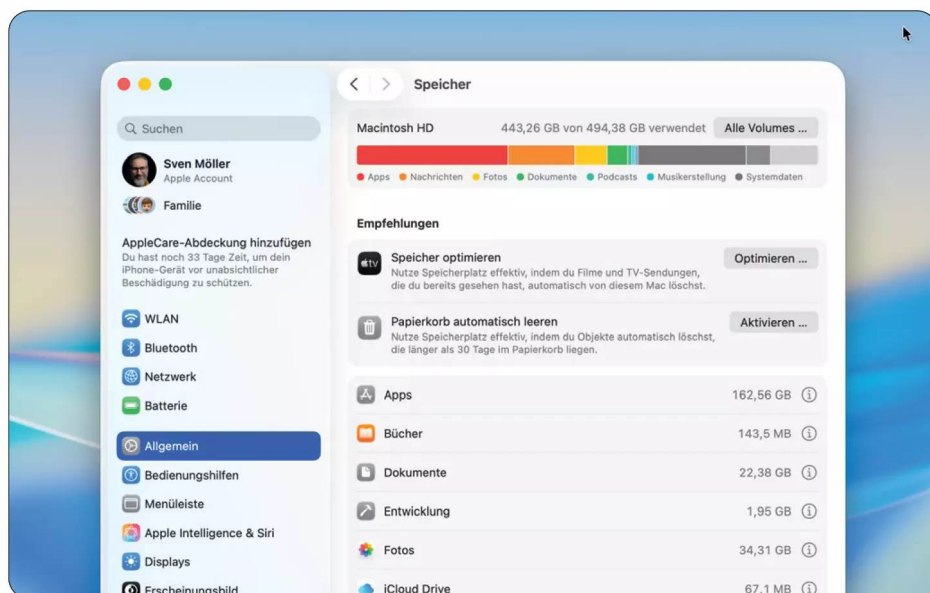 Speicher
Suchen
Sven Möller
Apple Account
Familie
AppleCare-Abdeckung hinzufügen
Du hast noch 33 Tage Zeit, um dein
iPhone-Gerät vor unabsichtlicher
Beschädigung zu schützen.
WLAN
Bluetooth
Netzwerk
Batterie
Allgemein
Bedienungshilfen
Menüleiste
Apple Intelligence & Siri
Displays
Erscheinungsbild
Macintosh HD 443,26 GB von 494,38 GB verwendet Alle Volumes ...
Apps Nachrichten Fotos Dokumente Podcasts Musikerstellung Systemdaten
Empfehlungen
tv
Speicher optimieren Optimieren ...
Nutze Speicherplatz effektiv, indem du Filme und TV-Sendungen,
die du bereits gesehen hast, automatisch von diesem Mac löschst.
Papierkorb automatisch leeren Aktivieren ...
Nutze Speicherplatz effektiv, indem du Objekte automatisch löschst,
die länger als 30 Tage im Papierkorb liegen.
Apps 162,56 GB
Bücher 143,5 MB
Dokumente 22,38 GB
Entwicklung 1,95 GB
Fotos 34,31 GB
iCloud Drive 67,1 MB